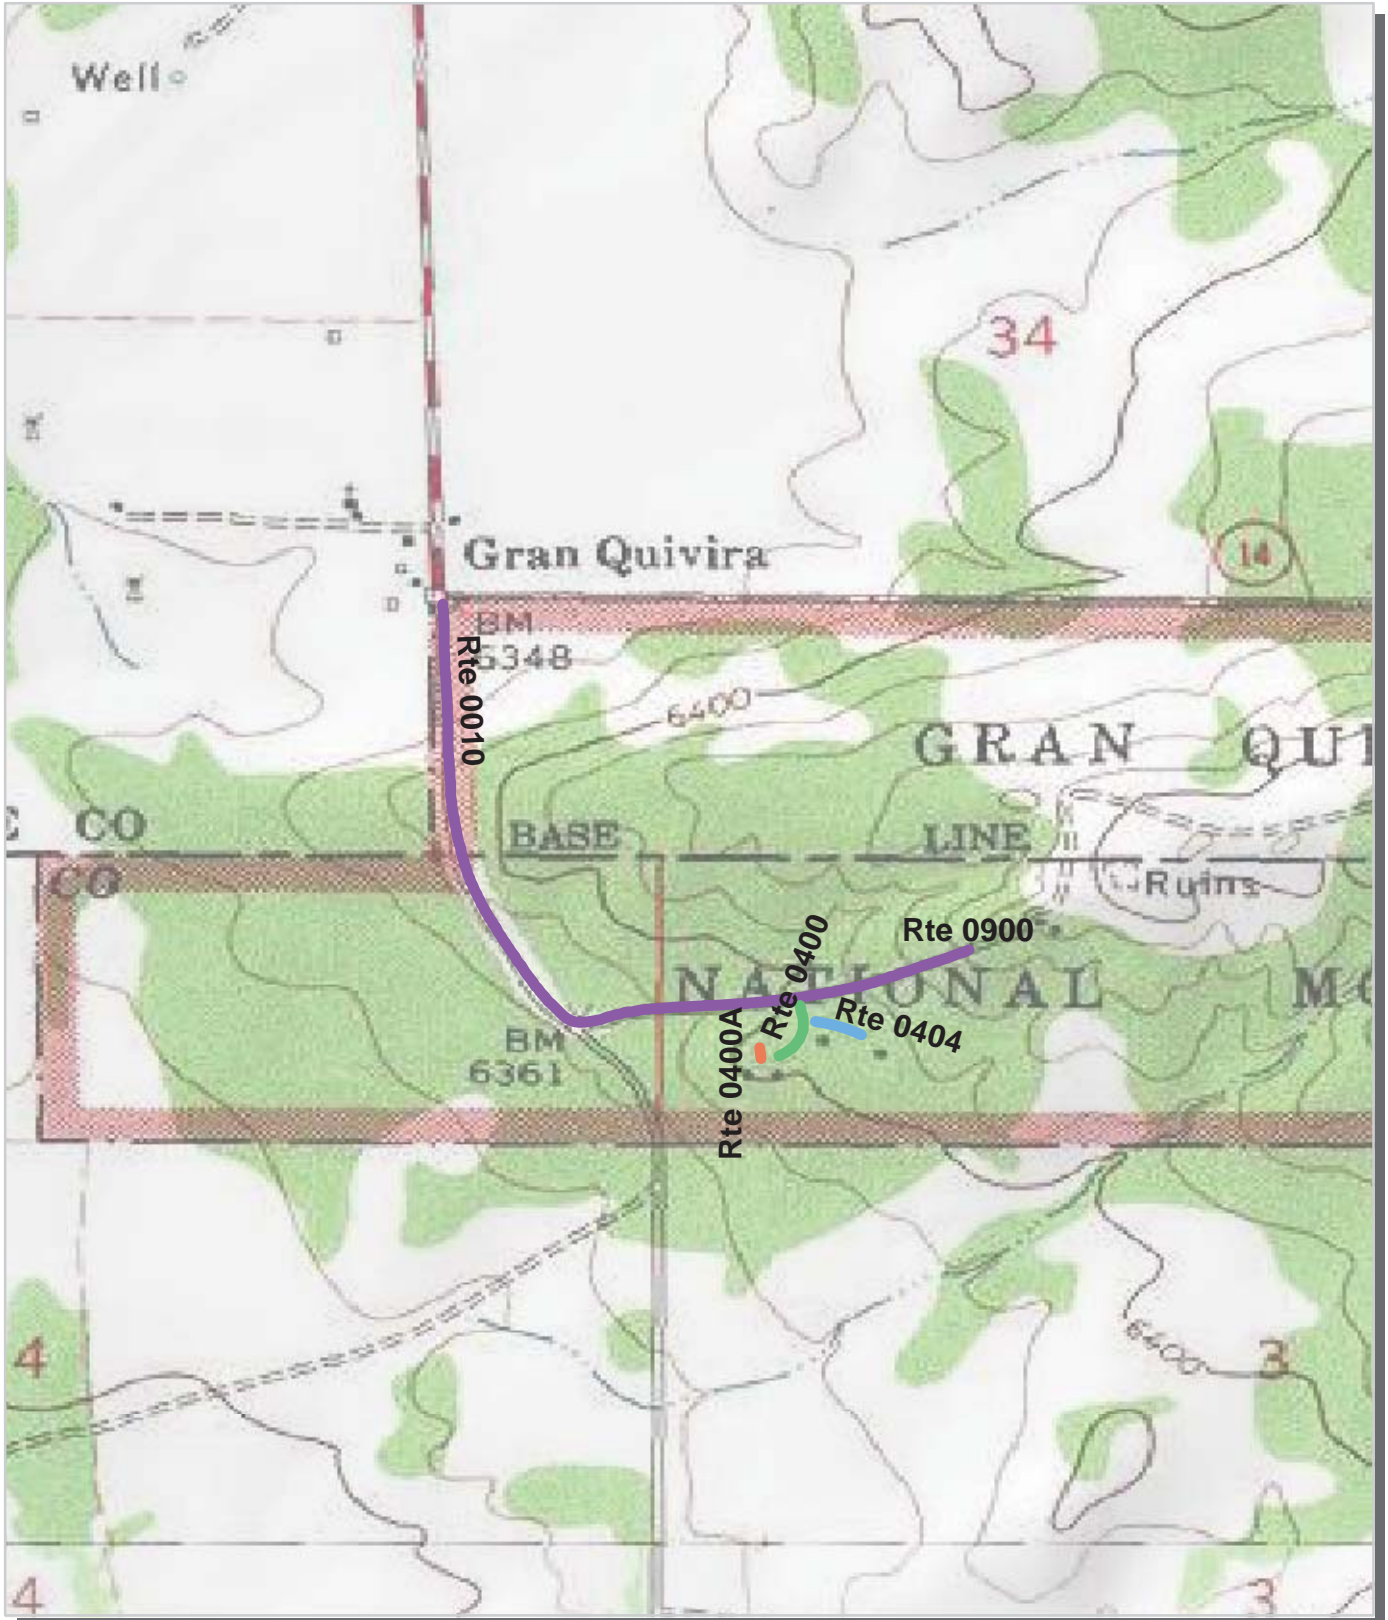 Well
34
Gran Quivira
14
BM
6348
Rte 0010
6400
GRAN QUI
E CO
BASE LINE
CO
Ruins
Rte 0900
Rte 0400
NATIONAL MO
Rte 0404
Rte 0400A
BM
6361
6400
4
3
4
3